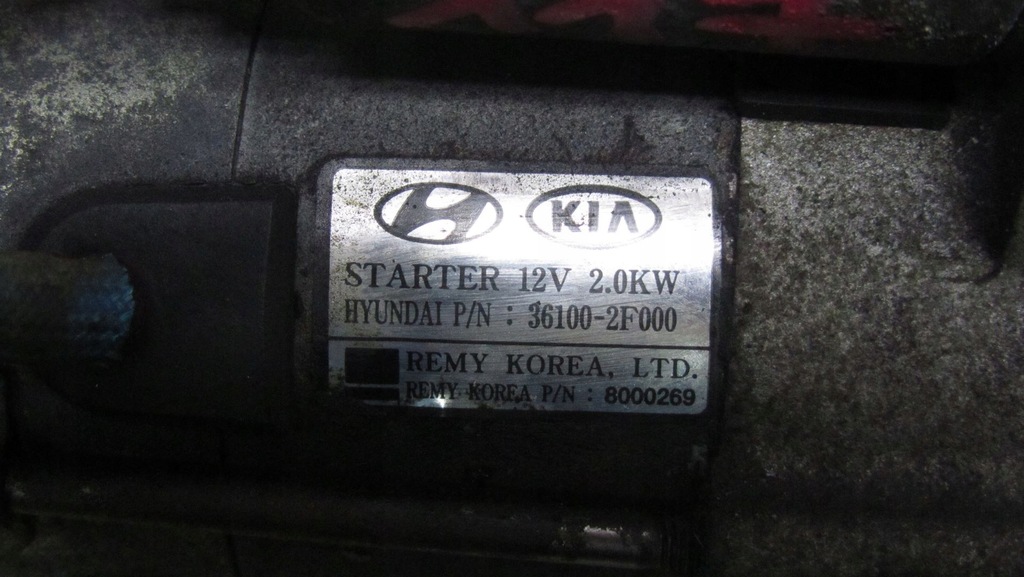 KIA
STARTER 12V 2.0KW
HYUNDAI P/N : 36100-2F000
REMY KOREA, LTD.
REMY KOREA P/N : 8000269